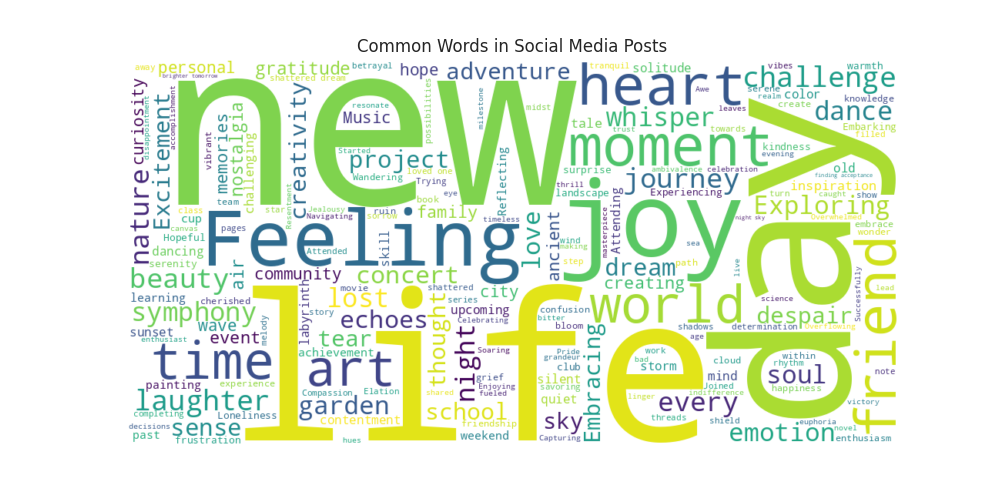 Common Words in Social Media Posts
away
personal
gratitude
betrayal
hope
adventure
tranquil
solitude
vibes
warmth
brighter tomorrow
shattered dream
new
heart
realm
serene
challenge
Awe
color
knowledge
create
curiosity
disappointment
Excitement
accomplishment
vibrant
memories
nostalgia
challenging
creativity
resonate
Music
possibilities
milestone
midst
tale
whisper
leaves
dance
Embarking
trust
towards
filled
moment
kindness
evening
Started
project
loved one
Wandering
Trying
Reflecting
surprise
ambivalence
celebration
finding acceptance
old
landscape
thrill
journey
Experiencing
turn
caught
show
inspiration
nature
team
star
Resentment
eye
book
class
cup
canvas
pages
Jealousy
ruin
sorrow
Navigating
family
timeless
love
ancient
joy
masterpiece
Attending
night sky
day
Exploring
Overwhelmed
embrace
wonder
Hopeful
dancing
serenity
Feeling
Attended
skill
wind
making
sea
step
dream
path
live
friend
Successfully
lead
beauty
air
community
concert
city
creating
science
learning
cherished
labyrinth
movie
shattered
lost
series
life
world
despair
symphony
story
thought
upcoming
Celebrating
echoes
confusion
bitter
bloom
shadows
determination
Overflowing
age
wave
sunset
event
melody
enthusiast
tear
achievement
night
Soaring
Pride
grandeur
club
Embracing
work
bad
storm
cloud
within
rhythm
time
art
grief
Enjoying
fueled
silent
savoring
mind
Joined
soul
happiness
note
painting
experience
Compassion
Elation
shared
quiet
slinger
indifference
laughter
garden
contentment
school
friendship
threads
every
shield
victory
completing
Loneliness
sense
decisions
past
frustration
hues
weekend
sky
Capturing
emotion
euphoria
novel
enthusiasm